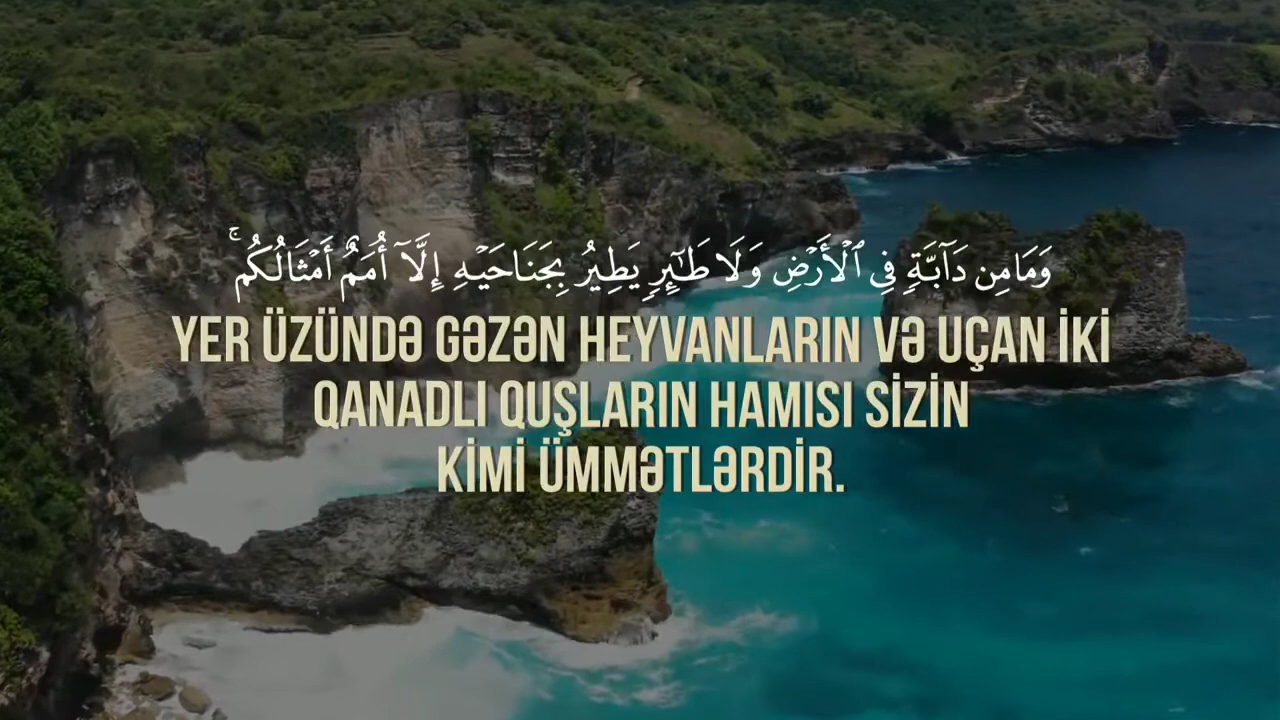 وَمَا مِن دَآبَّةٍ فِي ٱلْأَرْضِ وَلَا طَٰٓئِرٍ يَطِيرُ بِجَنَاحَيْهِ إِلَّآ أُمَمٌ أَمْثَالُكُم ۚ
YER ÜZÜNDƏ GƏZƏN HEYVANLARIN VƏ UÇAN İKİ
QANADLI QUŞLARIN HAMISI SİZİN
KİMİ ÜMMƏTLƏRDİR.